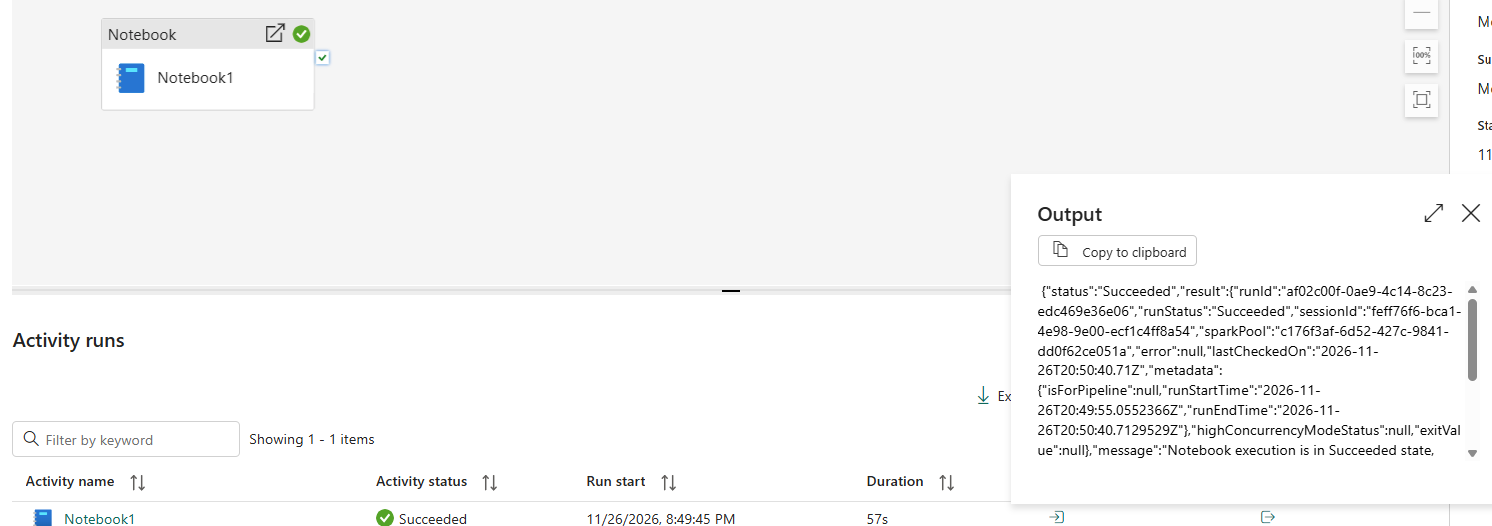 Notebook
Notebook1
100%
Output
Copy to clipboard
{"status":"Succeeded","result":{"runId":"af02c00f-0ae9-4c14-8c23-
edc469e36e06","runStatus":"Succeeded","sessionId":"feff76f6-bca1-
4e98-9e00-ecf1c4ff8a54","sparkPool":"c176f3af-6d52-427c-9841-
dd0f62ce051a","error":null,"lastCheckedOn":"2026-11-
26T20:50:40.71Z","metadata":
{"isForPipeline":null,"runStartTime":"2026-11-
26T20:49:55.0552366Z","runEndTime":"2026-11-
26T20:50:40.7129529Z"},"highConcurrencyModeStatus":null,"exitVal
ue":null},"message":"Notebook execution is in Succeeded state,
Activity runs
Filter by keyword
Showing 1 - 1 items
Activity name
Activity status
Run start
Duration
Notebook1
Succeeded
11/26/2026, 8:49:45 PM
57s